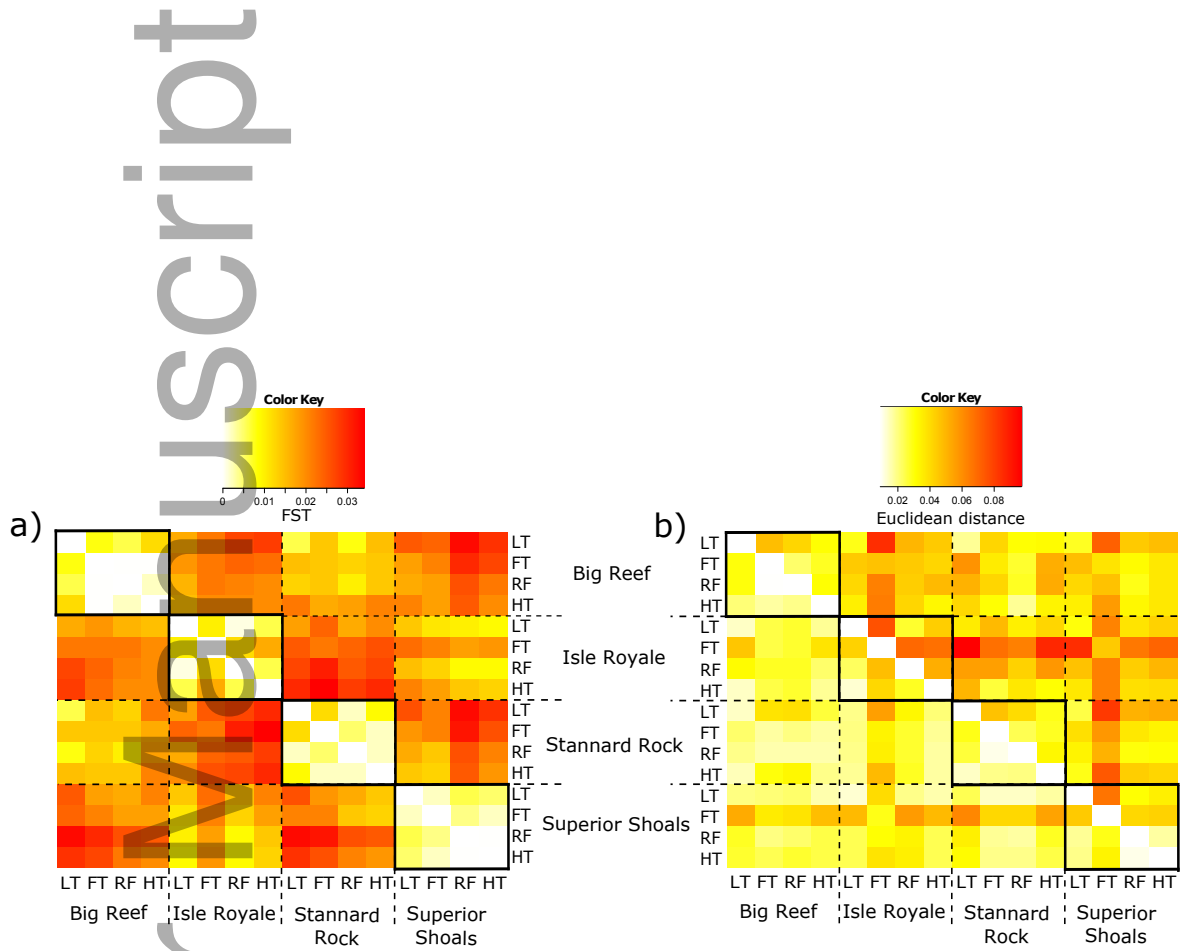 r Manuscript
Color Key
0 0.01 0.02 0.03
FST
Color Key
0.02 0.04 0.06 0.08
Euclidean distance
a)
LT
FT
RF
HT
LT
FT
RF
HT
LT
FT
RF
HT
LT
FT
RF
HT
LT FT RF HT LT FT RF HT LT FT RF HT LT FT RF HT
Big Reef Isle Royale Stannard Rock Superior Shoals
Big Reef
Isle Royale
Stannard Rock
Superior Shoals
b)
LT
FT
RF
HT
LT
FT
RF
HT
LT
FT
RF
HT
LT
FT
RF
HT
LT FT RF HT LT FT RF HT LT FT RF HT LT FT RF HT
Big Reef Isle Royale Stannard Rock Superior Shoals